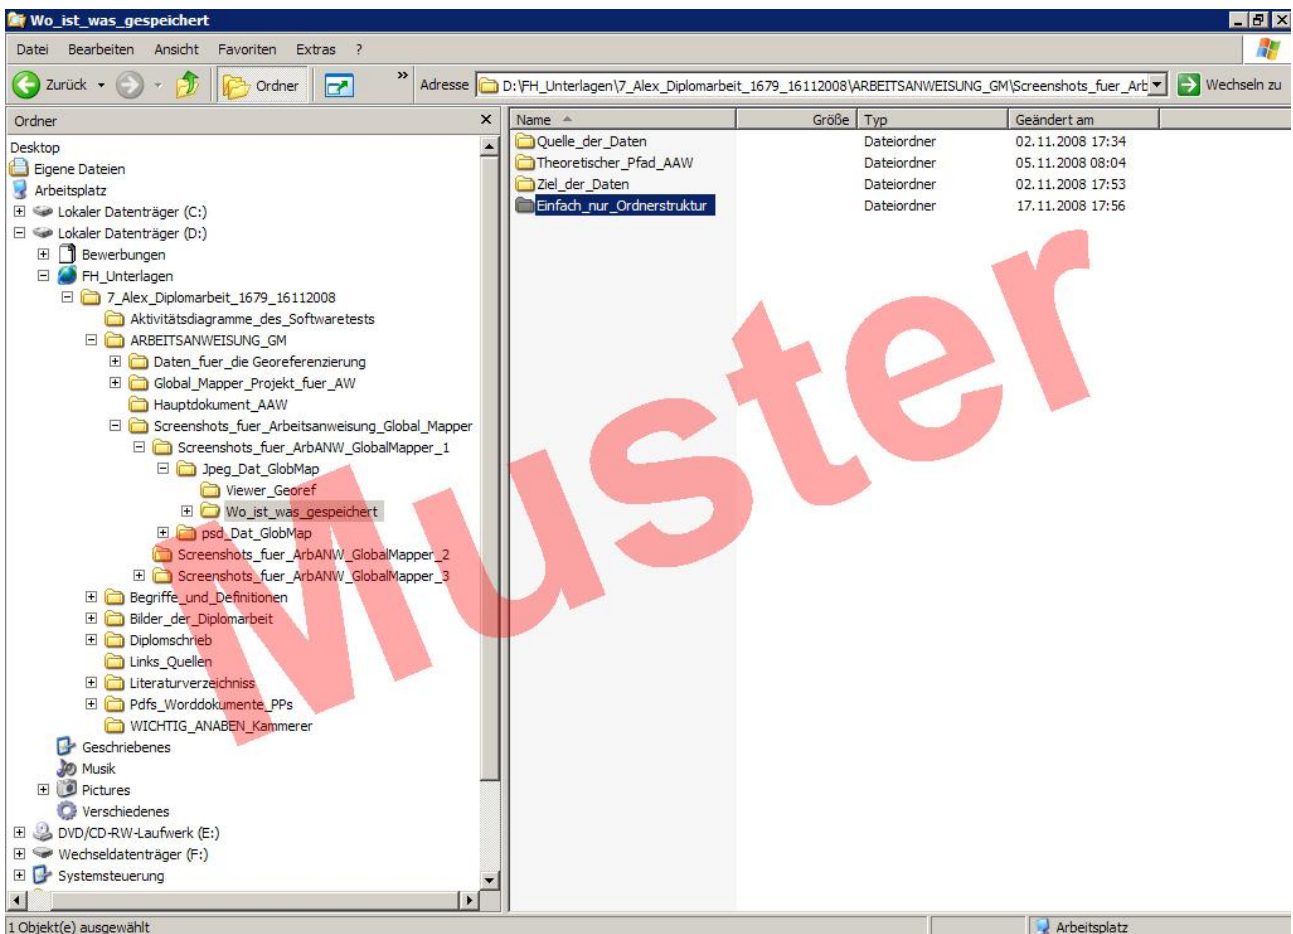 Wo_ist_was_gespeichert
Datei Bearbeiten Ansicht Favoriten Extras ?
Zurück Ordner » Adresse D:\FH_Unterlagen\7_Alex_Diplomarbeit_1679_16112008\ARBEITSANWEISUNG_GM\Screenshots_fuer_Arb Wechseln zu
Ordner
Desktop
Eigene Dateien
Arbeitsplatz
Lokaler Datenträger (C:)
Lokaler Datenträger (D:)
Bewerbungen
FH_Unterlagen
7_Alex_Diplomarbeit_1679_16112008
Aktivitätsdiagramme_des_Softwaretests
ARBEITSANWEISUNG_GM
Daten_fuer_die Georeferenzierung
Global_Mapper_Projekt_fuer_AW
Hauptdokument_AAW
Screenshots_fuer_Arbeitsanweisung_Global_Mapper
Screenshots_fuer_ArbANW_GlobalMapper_1
Jpeg_Dat_GlobMap
Viewer_Georef
Wo_ist_was_gespeichert
psd_Dat_GlobMap
Screenshots_fuer_ArbANW_GlobalMapper_2
Screenshots_fuer_ArbANW_GlobalMapper_3
Begriffe_und_Definitionen
Bilder_der_Diplomarbeit
Diplomschrieb
Links_Quellen
Literaturverzeichniss
Pdfs_Worddokumente_PPs
WICHTIG_ANABEN_Kammerer
Geschriebenes
Musik
Pictures
Verschiedenes
DVD/CD-RW-Laufwerk (E:)
Wechseldatenträger (F:)
Systemsteuerung
Name Größe Typ Geändert am
Quelle_der_Daten Dateiordner 02.11.2008 17:34
Theoretischer_Pfad_AAW Dateiordner 05.11.2008 08:04
Ziel_der_Daten Dateiordner 02.11.2008 17:53
Einfach_nur_Ordnerstruktur Dateiordner 17.11.2008 17:56
Muster
1 Objekt(e) ausgewählt Arbeitsplatz